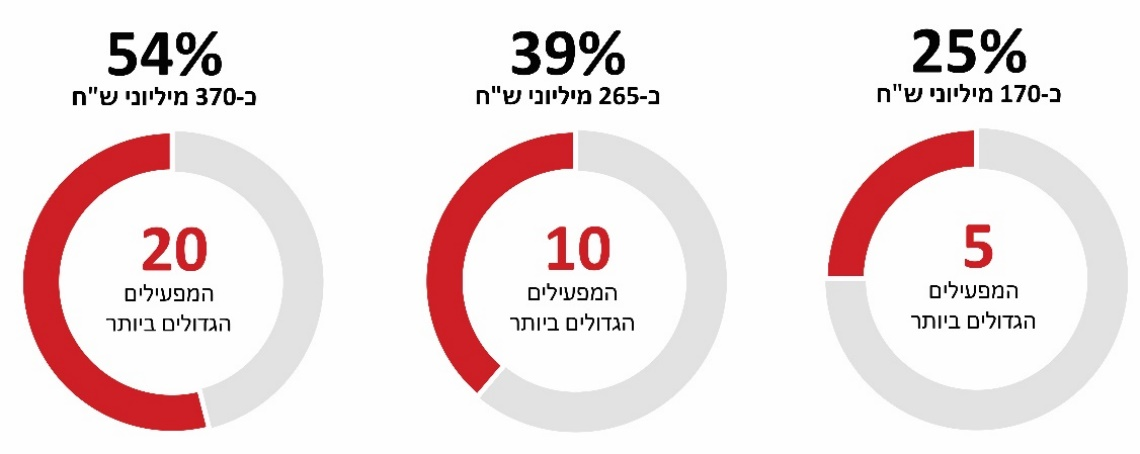 25%
כ-170 מיליוני ש"ח
5
המפעילים
הגדולים ביותר
39%
כ-265 מיליוני ש"ח
10
המפעילים
הגדולים ביותר
54%
כ-370 מיליוני ש"ח
20
המפעילים
הגדולים ביותר